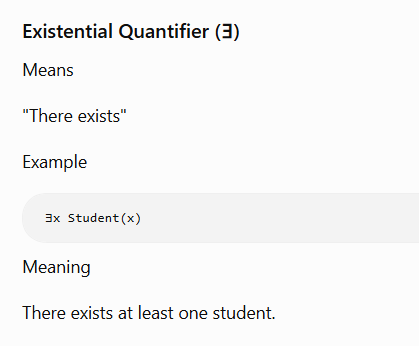 Existential Quantifier (∃)
Means
"There exists"
Example
∃x Student(x)
Meaning
There exists at least one student.